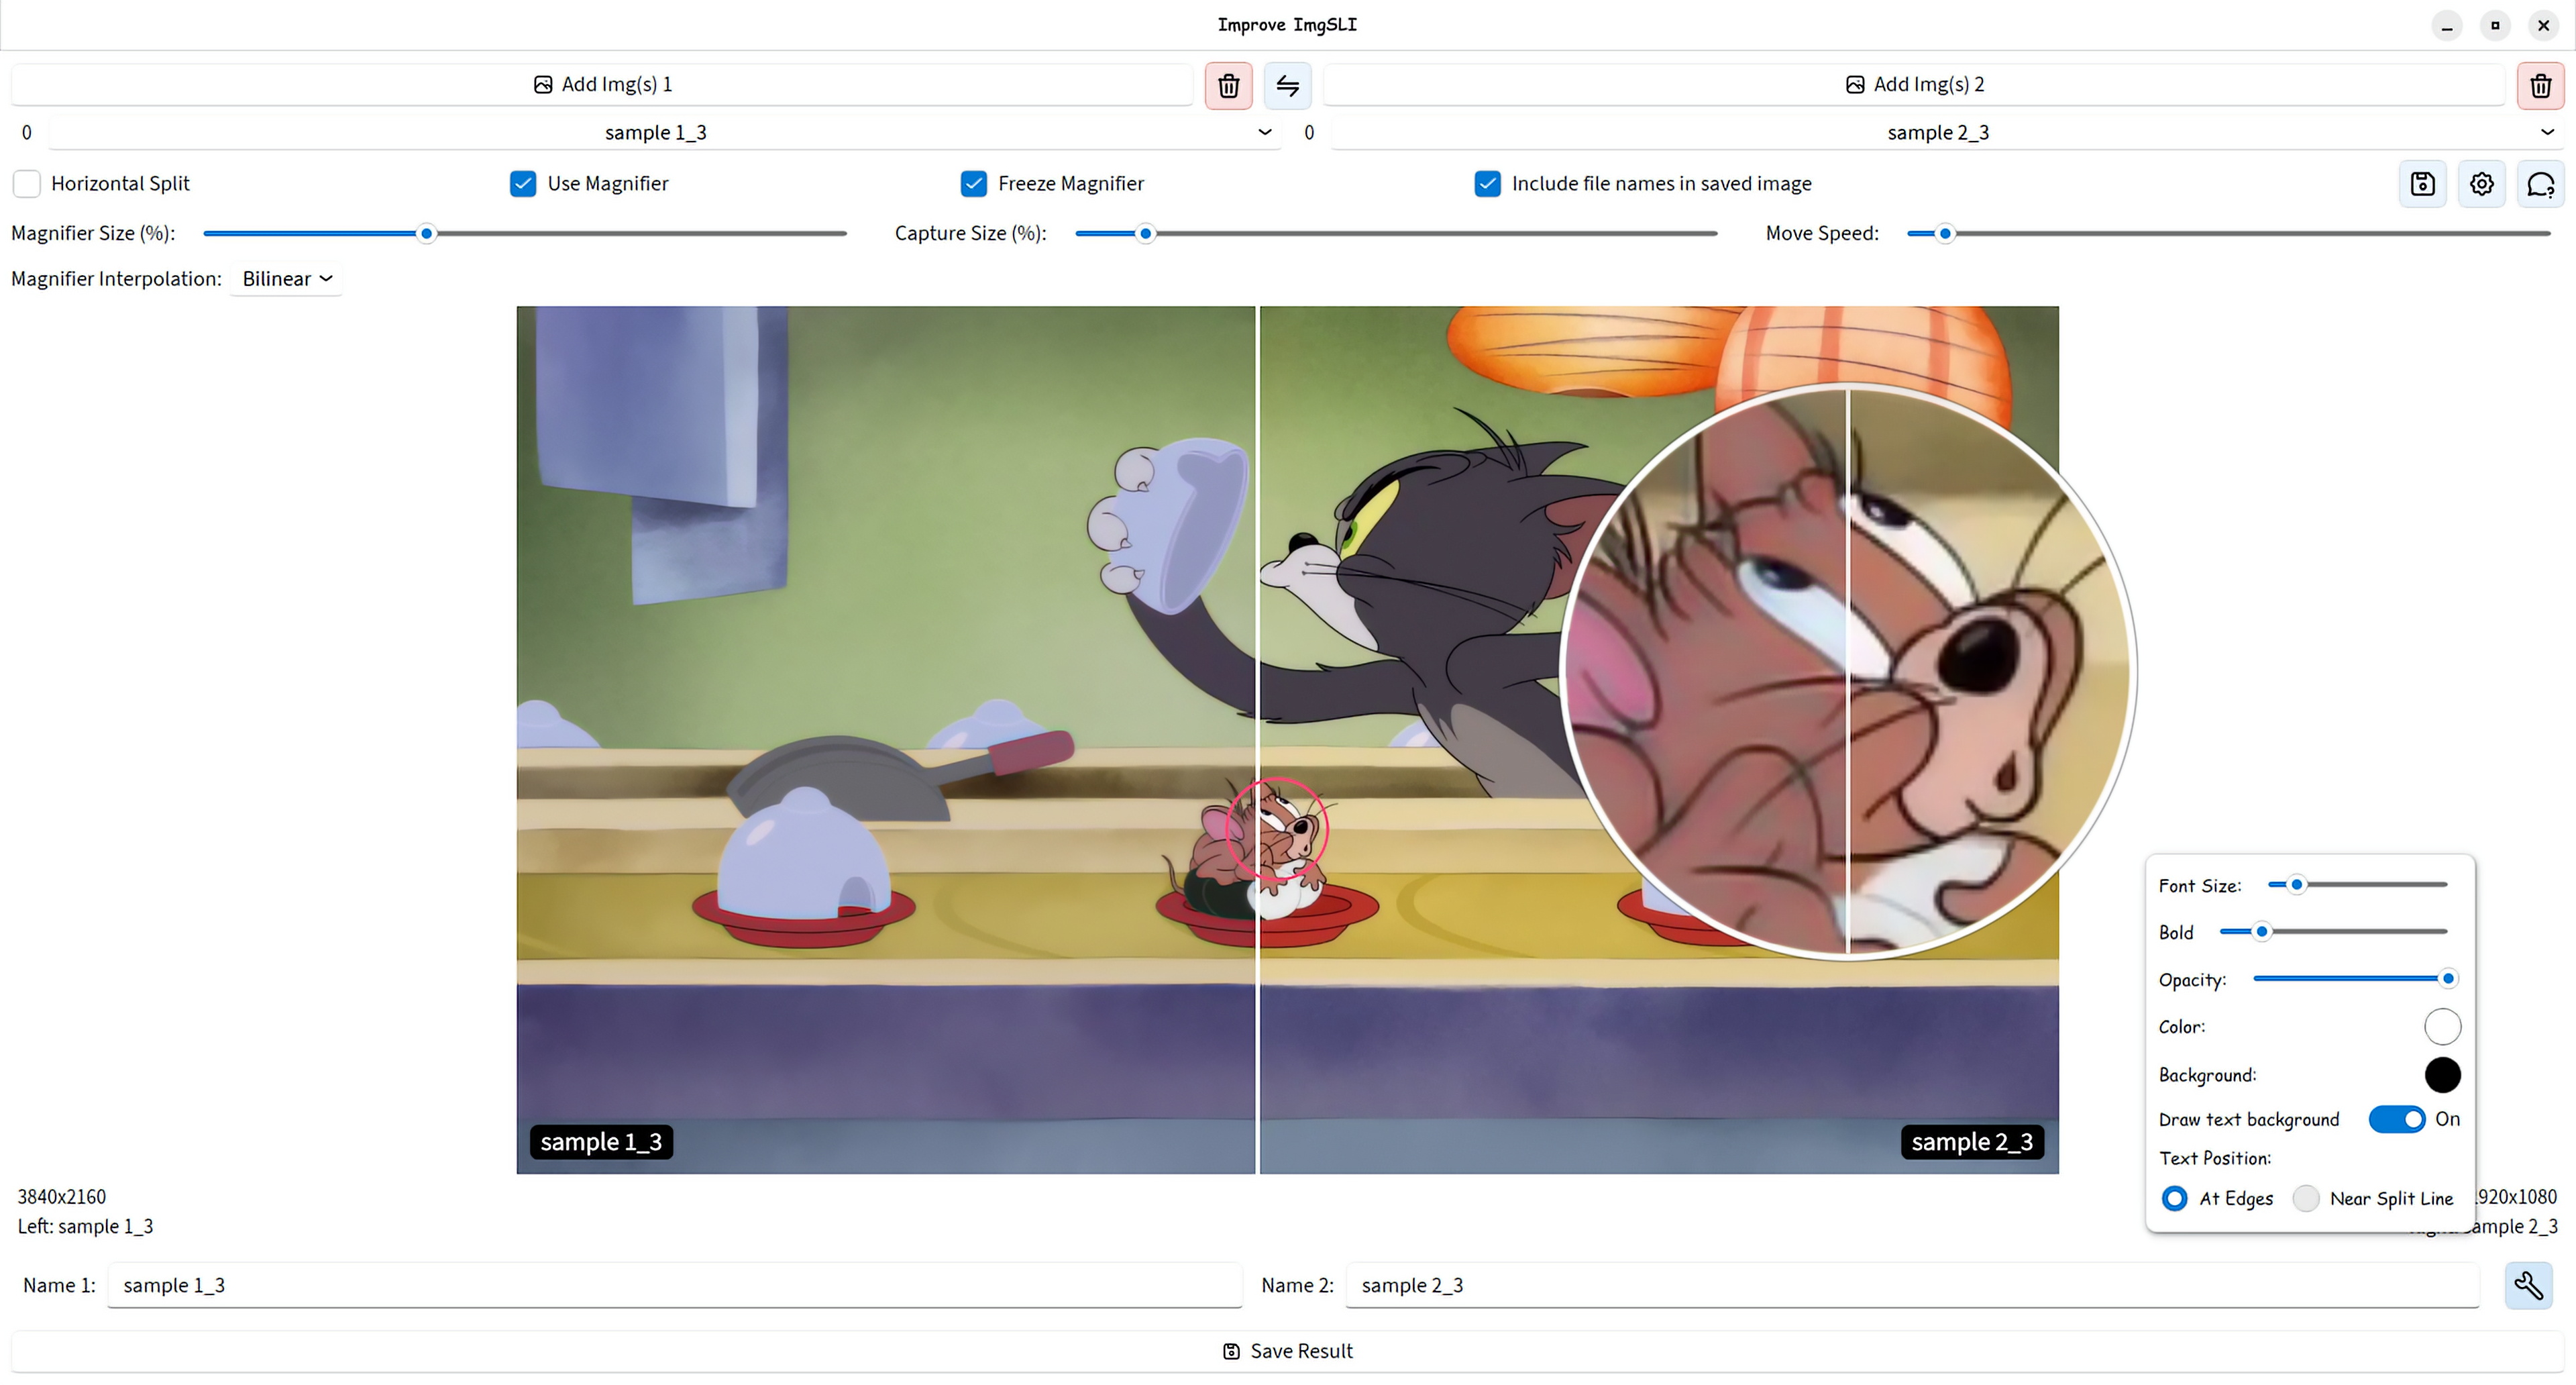 Improve ImgSLI
Add Img(s) 1
Add Img(s) 2
0 sample 1_3
0 sample 2_3
Horizontal Split
Use Magnifier
Freeze Magnifier
Include file names in saved image
Magnifier Size (%):
Capture Size (%):
Move Speed:
Magnifier Interpolation: Bilinear
sample 1_3
sample 2_3
Font Size:
Bold
Opacity:
Color:
Background:
Draw text background On
Text Position:
At Edges Near Split Line
3840x2160
920x1080
Left: sample 1_3
ample 2_3
Name 1: sample 1_3
Name 2: sample 2_3
Save Result